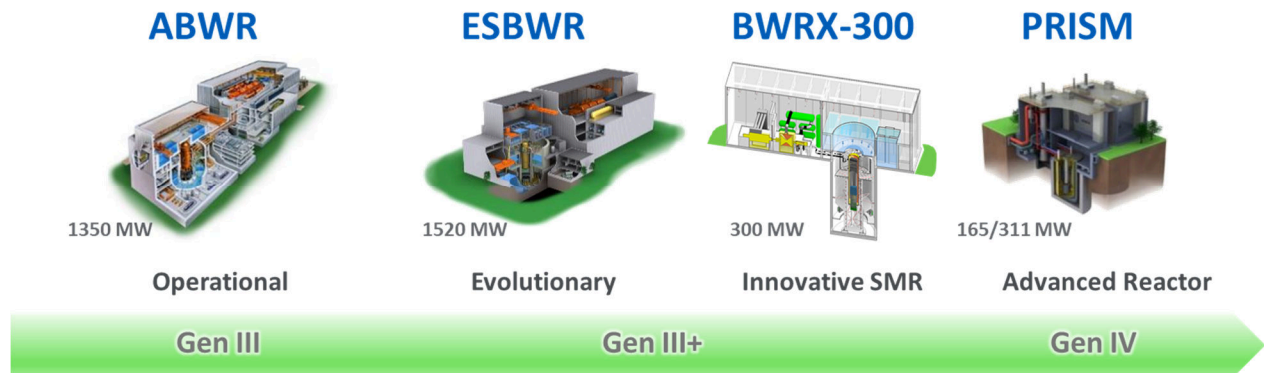 ABWR
ESBWR
BWRX-300
PRISM
1350 MW
1520 MW
300 MW
165/311 MW
Operational
Evolutionary
Innovative SMR
Advanced Reactor
Gen III
Gen III+
Gen IV